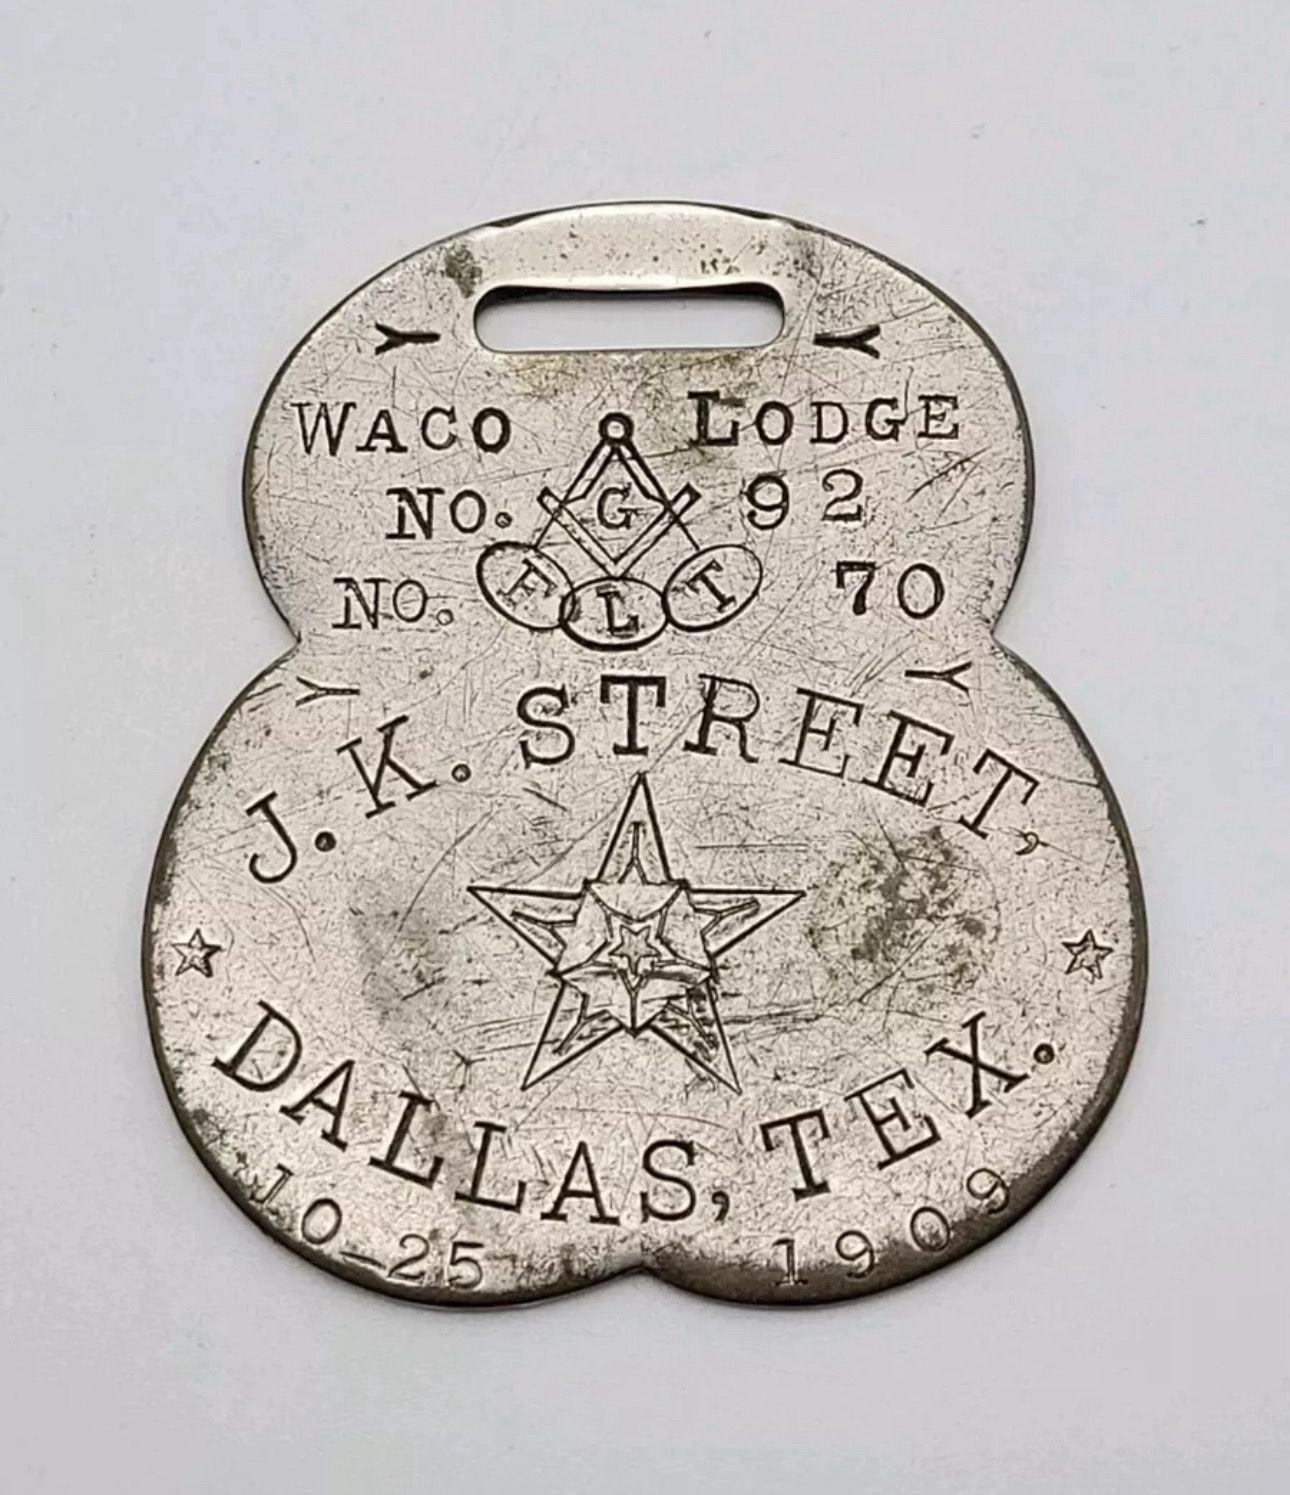 WACO G LODGE
NO. 92
NO. F L T 70
J. K. STREET,
DALLAS, TEX.
10-25 1909